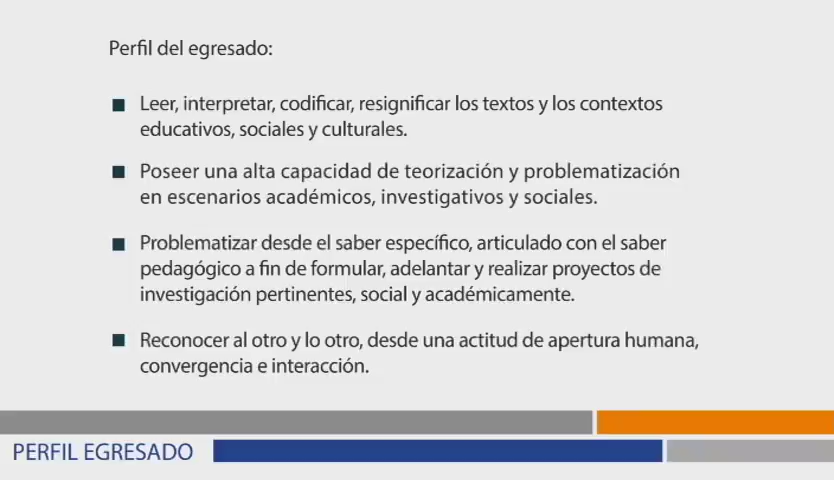 Perfil del egresado:
Leer, interpretar, codificar, resignificar los textos y los contextos
educativos, sociales y culturales.
Poseer una alta capacidad de teorización y problematización
en escenarios académicos, investigativos y sociales.
Problematizar desde el saber específico, articulado con el saber
pedagógico a fin de formular, adelantar y realizar proyectos de
investigación pertinentes, social y académicamente.
Reconocer al otro y lo otro, desde una actitud de apertura humana,
convergencia e interacción.
PERFIL EGRESADO